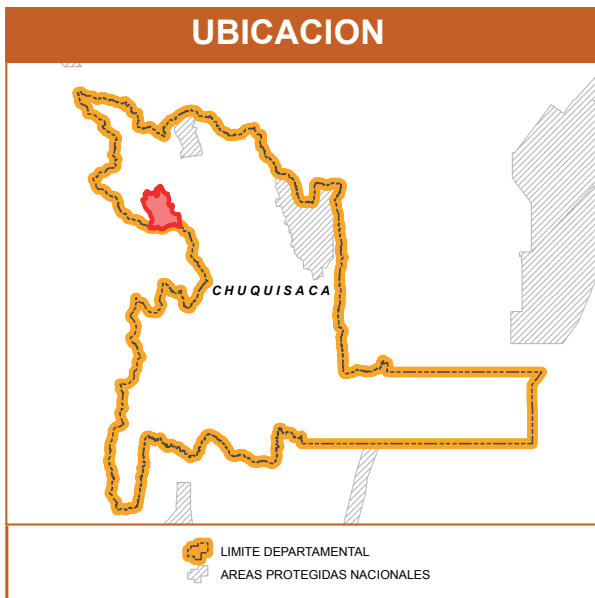 UBICACION
CHUQUISACA
LIMITE DEPARTAMENTAL
AREAS PROTEGIDAS NACIONALES